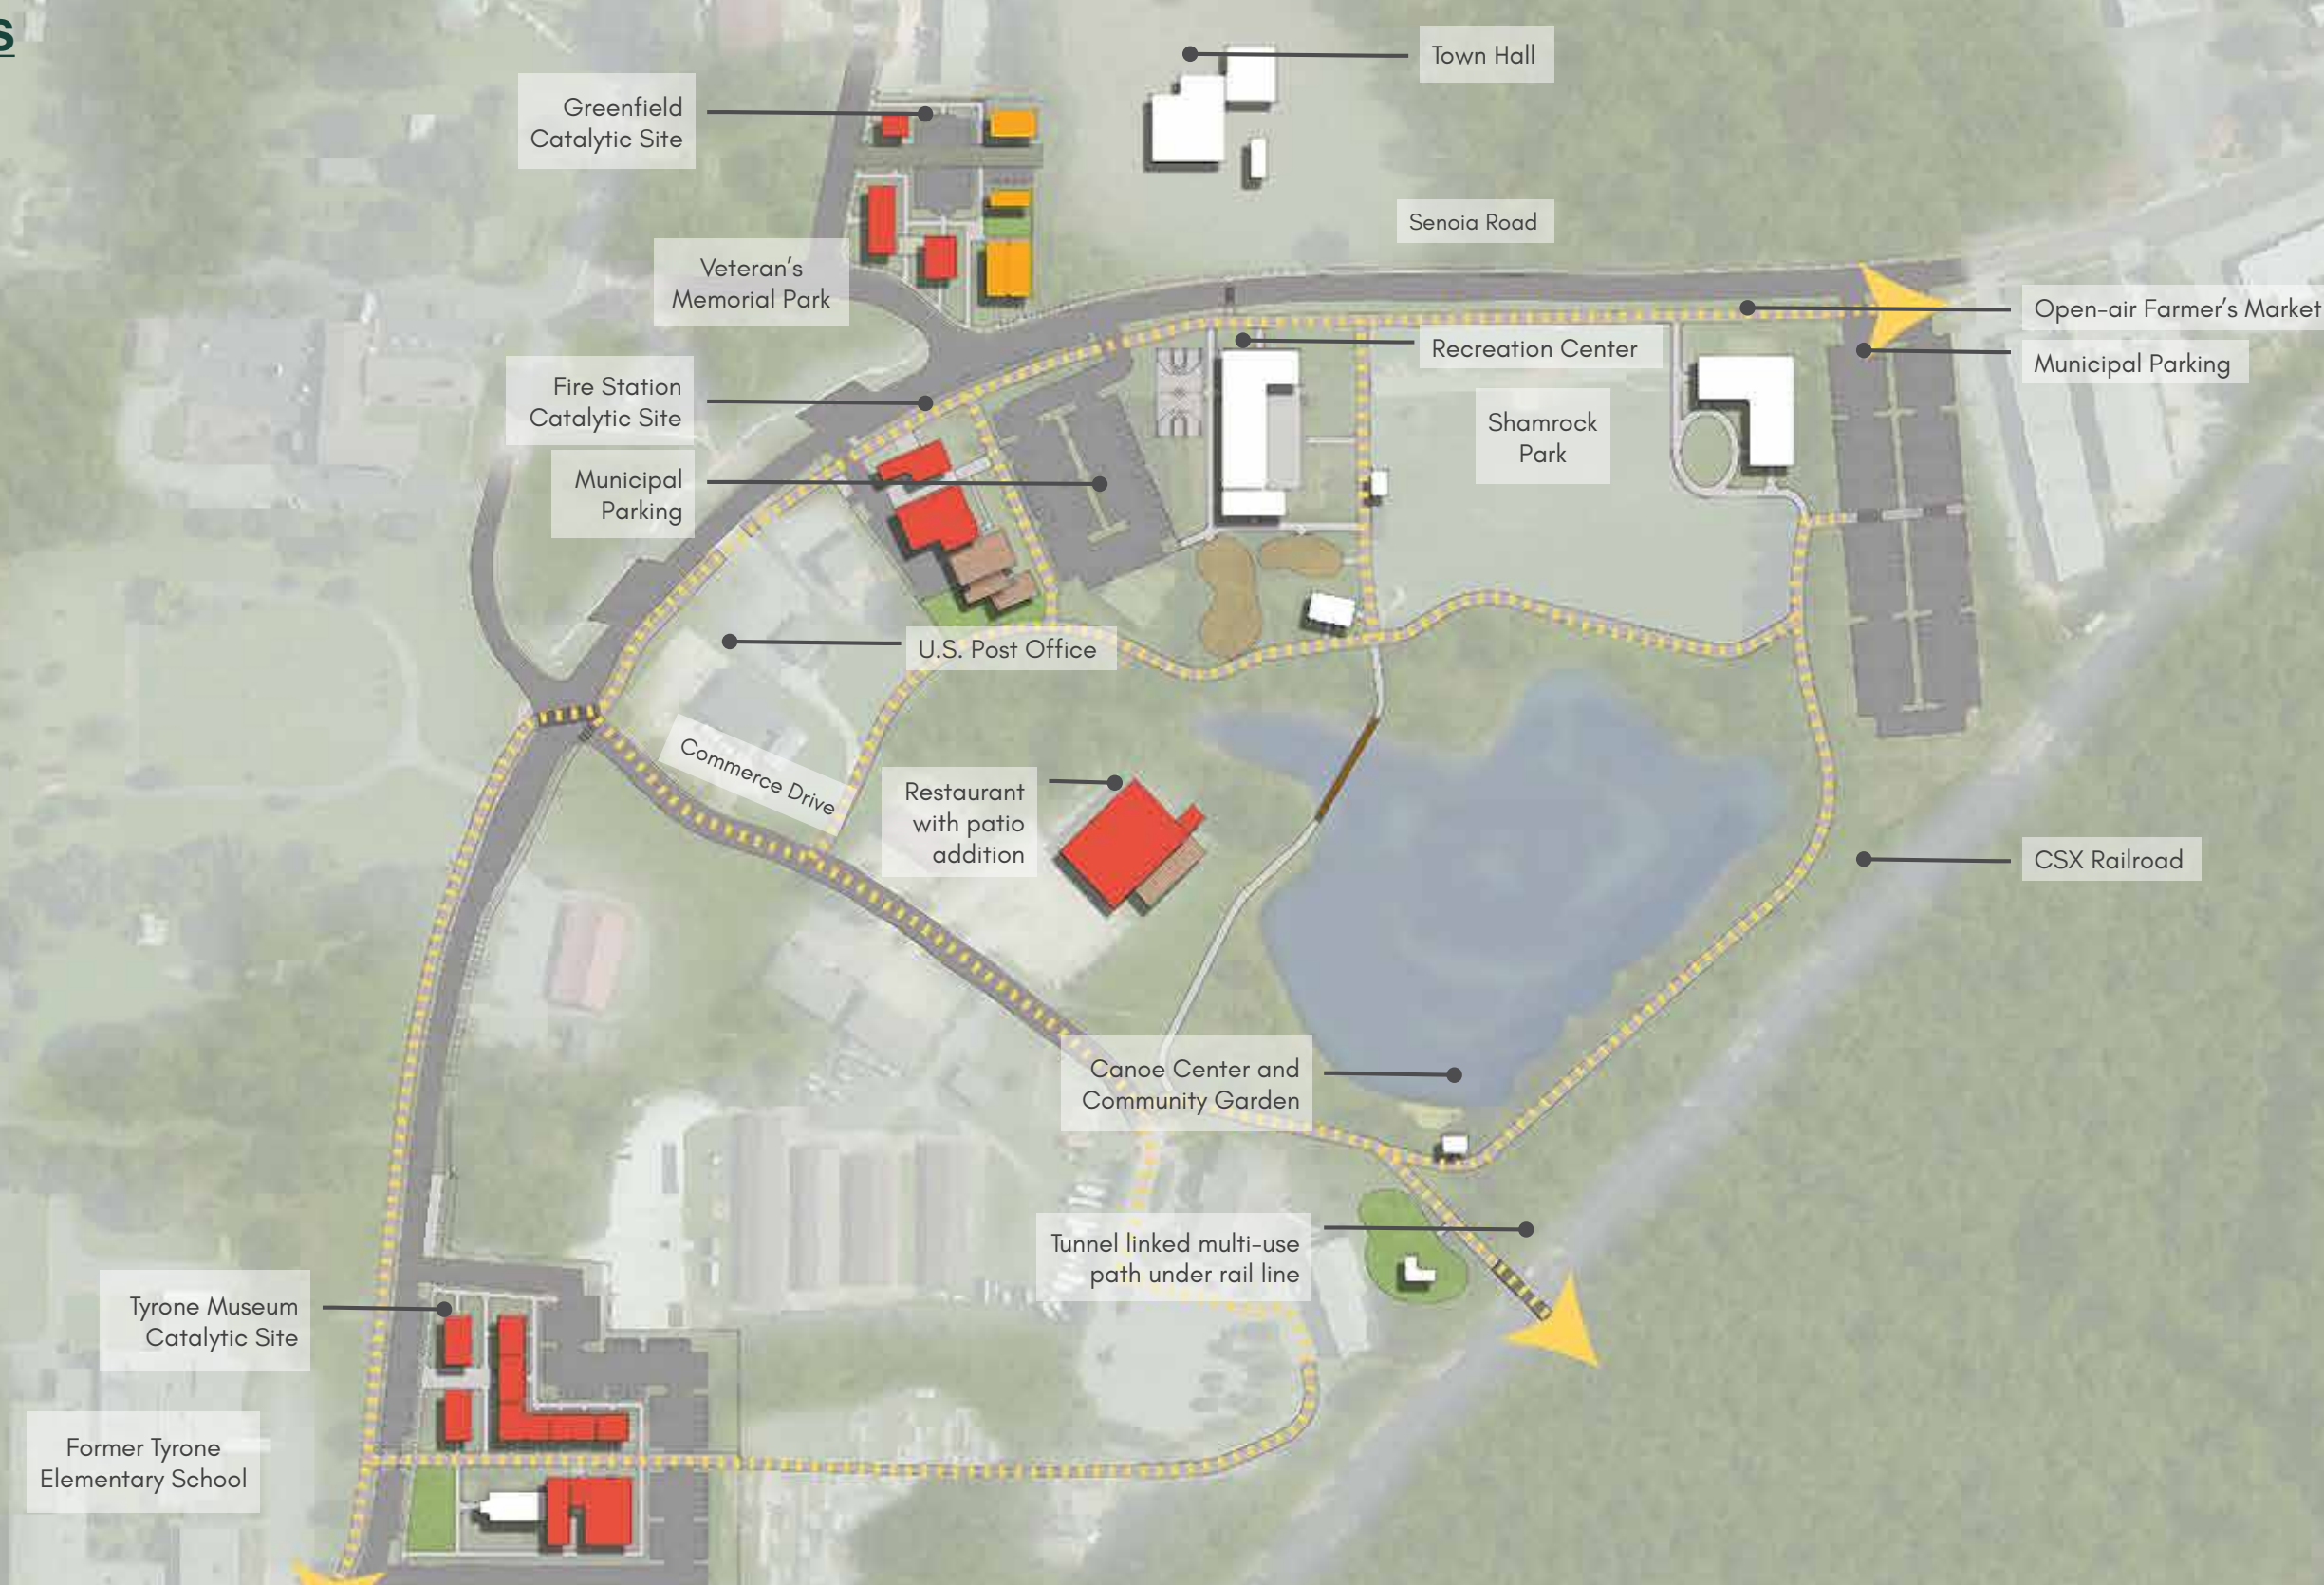 s
Town Hall
Greenfield
Catalytic Site
Senoia Road
Veteran's
Memorial Park
Open-air Farmer's Market
Recreation Center
Municipal Parking
Fire Station
Catalytic Site
Shamrock
Park
Municipal
Parking
U.S. Post Office
Commerce Drive
Restaurant
with patio
addition
CSX Railroad
Canoe Center and
Community Garden
Tunnel linked multi-use
path under rail line
Tyrone Museum
Catalytic Site
Former Tyrone
Elementary School